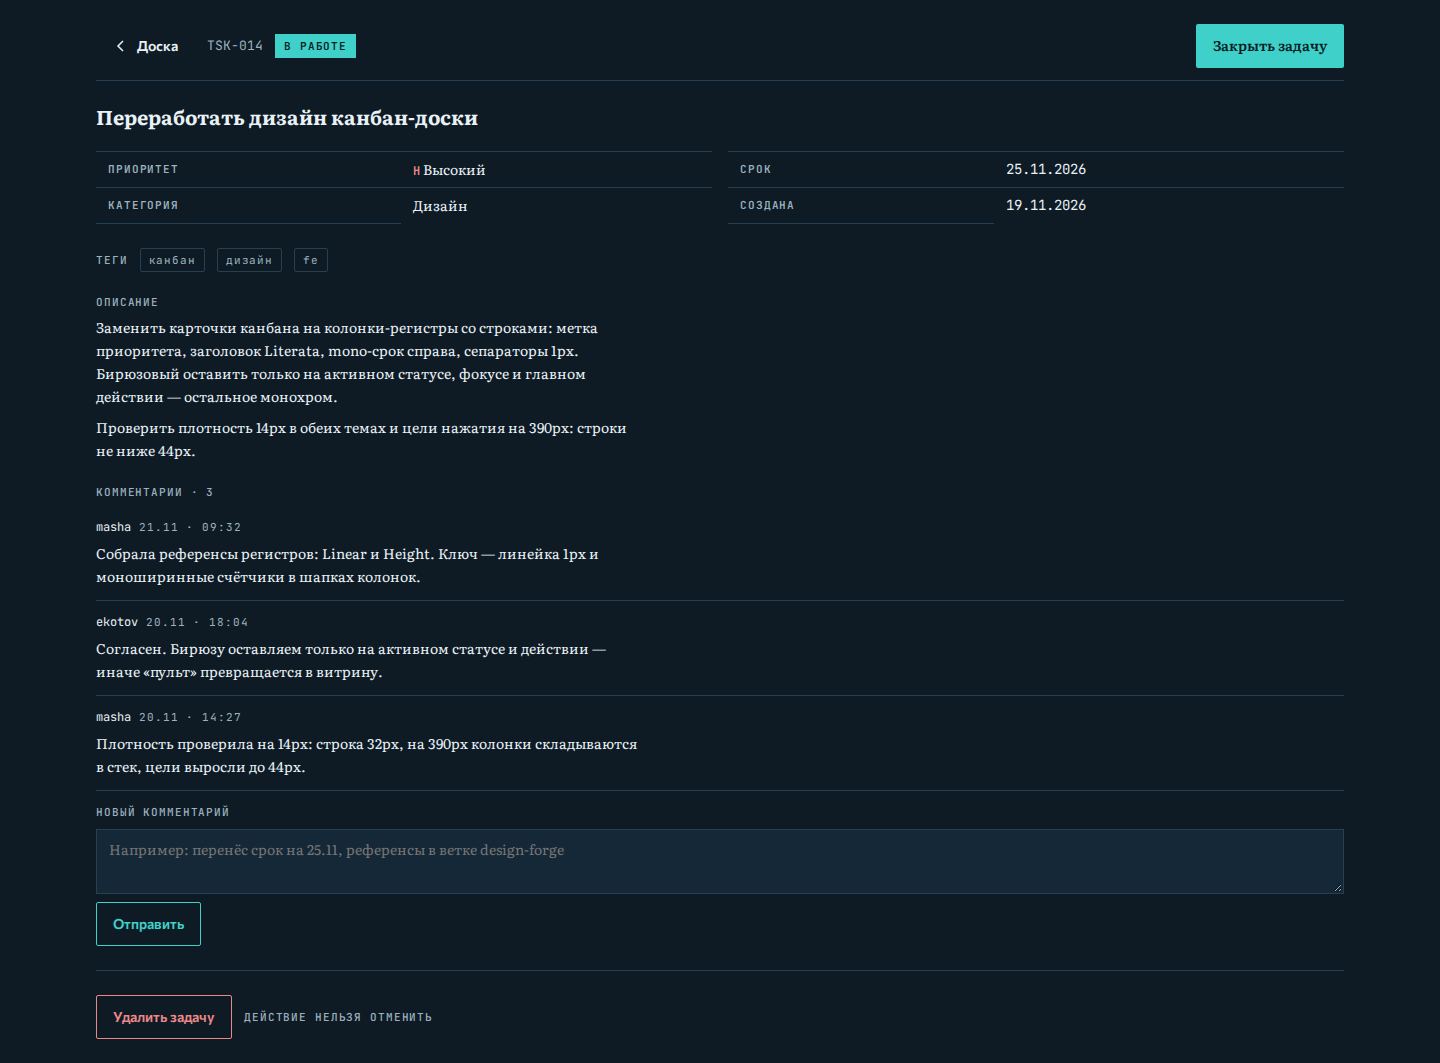 Доска TSK-014 В РАБОТЕ Закрыть задачу
Переработать дизайн канбан-доски
ПРИОРИТЕТ H Высокий СРОК 25.11.2026
КАТЕГОРИЯ Дизайн СОЗДАНА 19.11.2026
ТЕГИ канбан дизайн fe
ОПИСАНИЕ
Заменить карточки канбана на колонки-регистры со строками: метка
приоритета, заголовок Literata, mono-срок справа, сепараторы 1px.
Бирюзовый оставить только на активном статусе, фокусе и главном
действии — остальное монохром.
Проверить плотность 14px в обеих темах и цели нажатия на 390px: строки
не ниже 44px.
КОММЕНТАРИИ · 3
masha 21.11 · 09:32
Собрала референсы регистров: Linear и Height. Ключ — линейка 1px и
моноширинные счётчики в шапках колонок.
ekotov 20.11 · 18:04
Согласен. Бирюзу оставляем только на активном статусе и действии —
иначе «пульт» превращается в витрину.
masha 20.11 · 14:27
Плотность проверила на 14px: строка 32px, на 390px колонки складываются
в стек, цели выросли до 44px.
НОВЫЙ КОММЕНТАРИЙ
Например: перенёс срок на 25.11, референсы в ветке design-forge
Отправить
Удалить задачу ДЕЙСТВИЕ НЕЛЬЗЯ ОТМЕНИТЬ